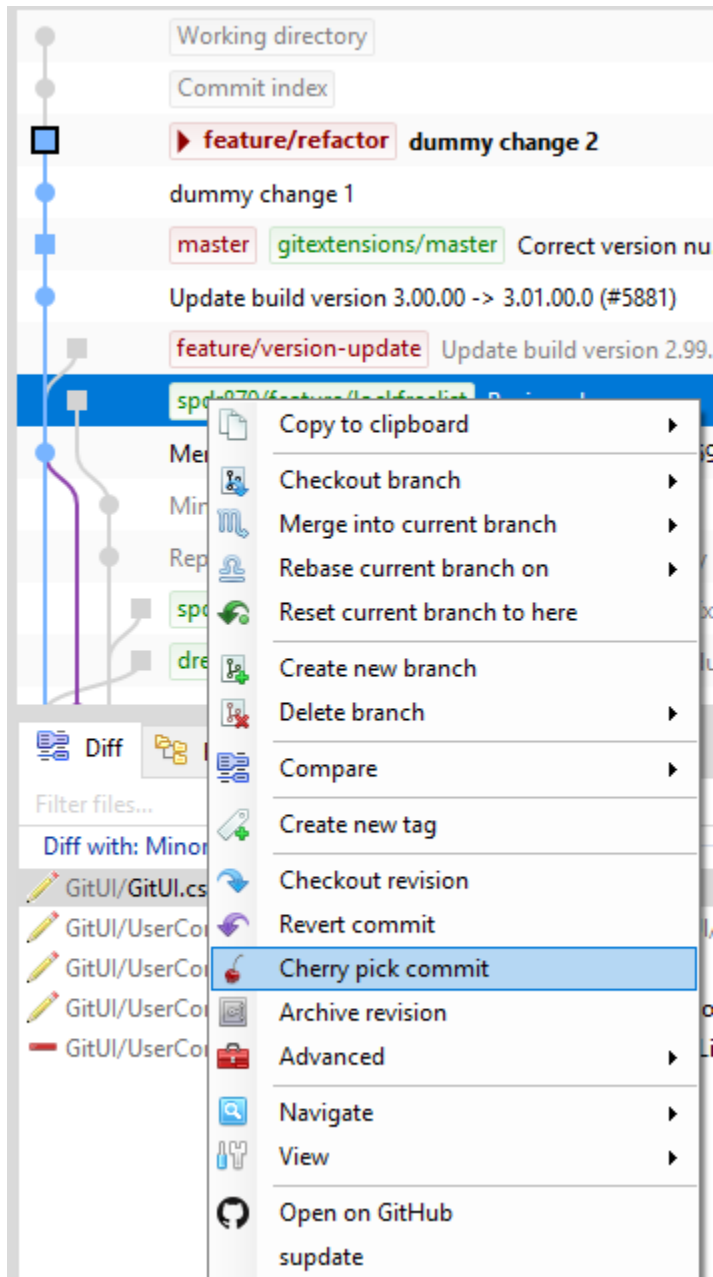 Working directory
Commit index
feature/refactor dummy change 2
dummy change 1
master gitextensions/master Correct version nu
Update build version 3.00.00 -> 3.01.00.0 (#5881)
feature/version-update Update build version 2.99.
Copy to clipboard
Checkout branch
Merge into current branch
Rebase current branch on
Reset current branch to here
Create new branch
Delete branch
Diff
Compare
Filter files...
Create new tag
Diff with: Minor
Checkout revision
GitUI/GitUI.cs
Revert commit
GitUI/UserCo
Cherry pick commit
GitUI/UserCo
Archive revision
GitUI/UserCo
Advanced
GitUI/UserCo
Navigate
View
Open on GitHub
supdate